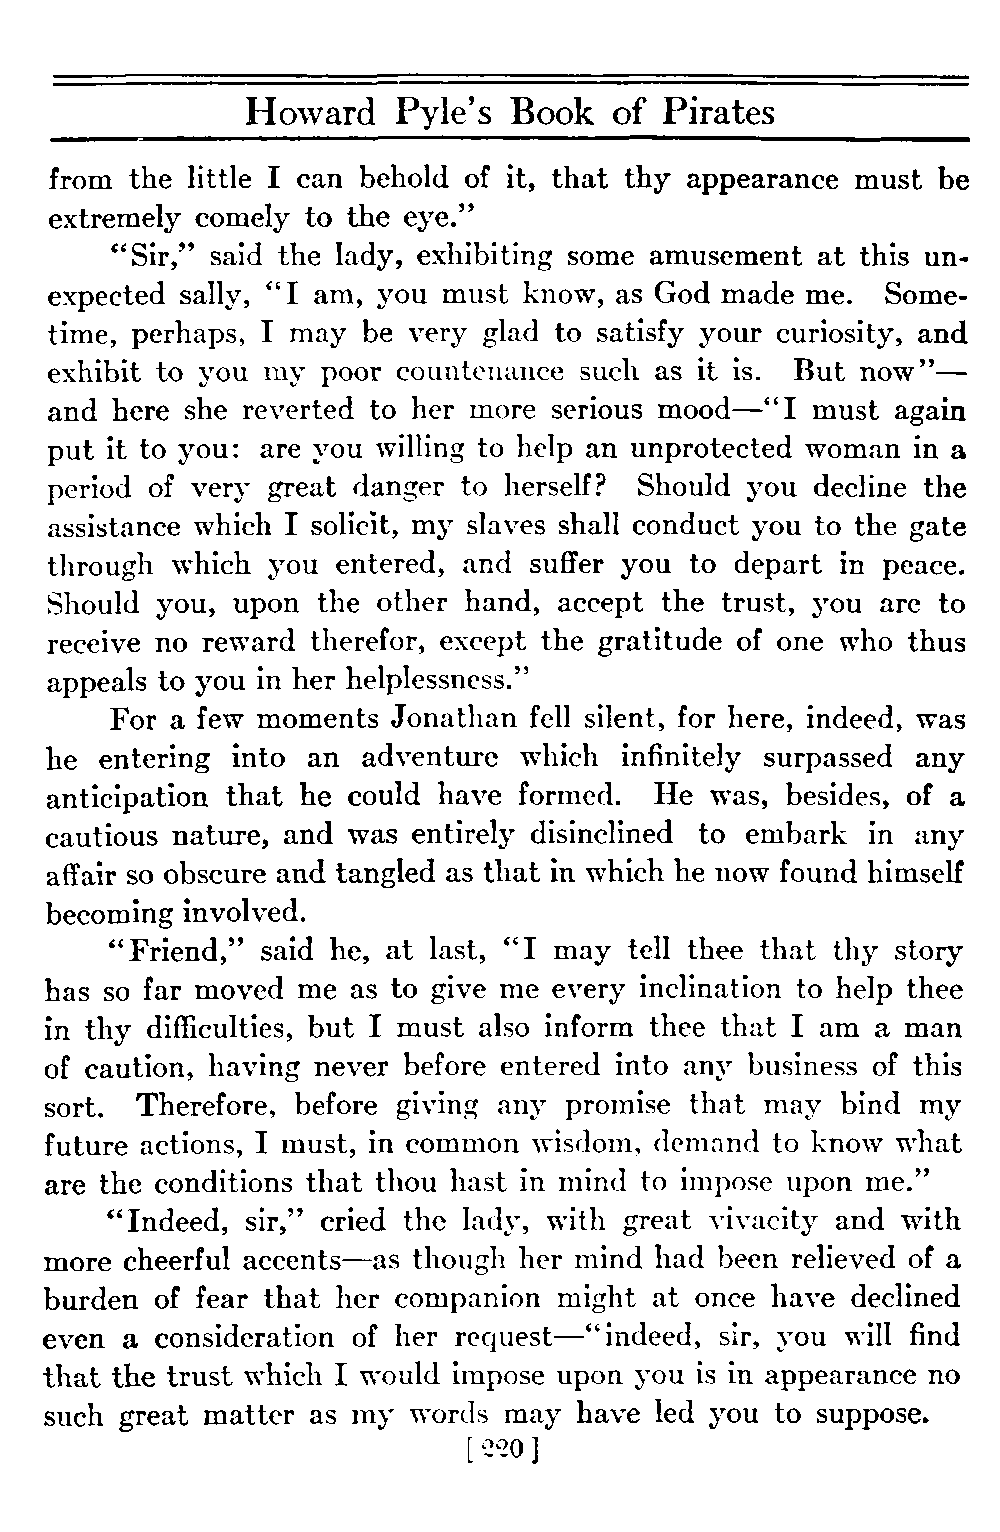 Howard Pyle's Book of Pirates
from the little I can behold of it, that thy appearance must be
extremely comely to the eye."
"Sir," said the lady, exhibiting some amusement at this un-
expected sally, "I am, you must know, as God made me. Some-
time, perhaps, I may be very glad to satisfy your curiosity, and
exhibit to you my poor countenance such as it is. But now"—
and here she reverted to her more serious mood—"I must again
put it to you: are you willing to help an unprotected woman in a
period of very great danger to herself? Should you decline the
assistance which I solicit, my slaves shall conduct you to the gate
through which you entered, and suffer you to depart in peace.
Should you, upon the other hand, accept the trust, you are to
receive no reward therefor, except the gratitude of one who thus
appeals to you in her helplessness."
For a few moments Jonathan fell silent, for here, indeed, was
he entering into an adventure which infinitely surpassed any
anticipation that he could have formed. He was, besides, of a
cautious nature, and was entirely disinclined to embark in any
affair so obscure and tangled as that in which he now found himself
becoming involved.
"Friend," said he, at last, "I may tell thee that thy story
has so far moved me as to give me every inclination to help thee
in thy difficulties, but I must also inform thee that I am a man
of caution, having never before entered into any business of this
sort. Therefore, before giving any promise that may bind my
future actions, I must, in common wisdom, demand to know what
are the conditions that thou hast in mind to impose upon me."
"Indeed, sir," cried the lady, with great vivacity and with
more cheerful accents—as though her mind had been relieved of a
burden of fear that her companion might at once have declined
even a consideration of her request—"indeed, sir, you will find
that the trust which I would impose upon you is in appearance no
such great matter as my words may have led you to suppose.
[ 220 ]